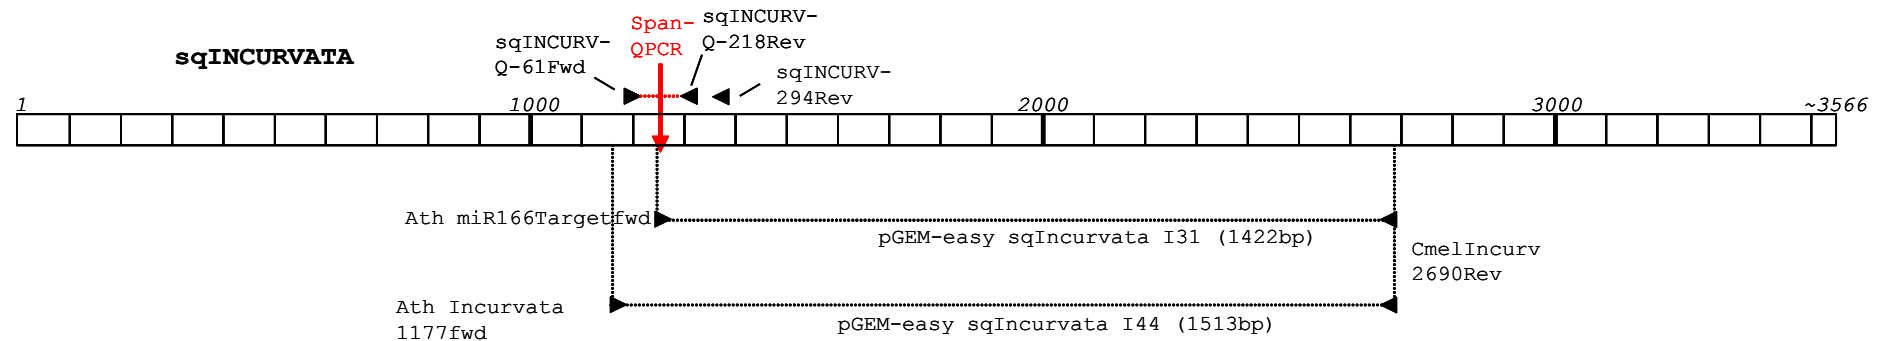 sqINCURVATA
sqINCURV-
Q-61Fwd
Span-
QPCR
sqINCURV-
Q-218Rev
sqINCURV-
294Rev
1
1000
2000
3000
~3566
Ath miR166Targetfwd
pGEM-easy sqIncurvata I31 (1422bp)
CmelIncurv
2690Rev
Ath Incurvata
1177fwd
pGEM-easy sqIncurvata I44 (1513bp)